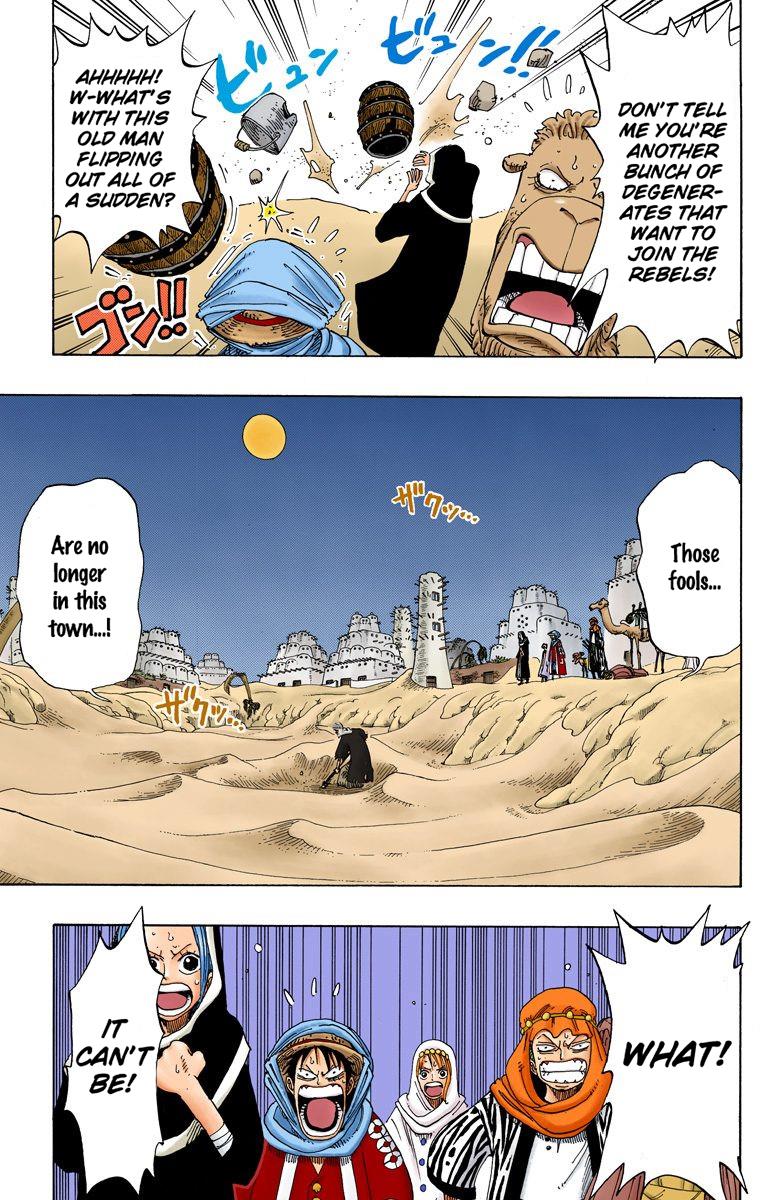 DON'T TELL
ME YOU'RE
ANOTHER
BUNCH OF
DEGENER-
ATES THAT
WANT TO
JOIN THE
REBELS!
ビュン!!
ビュン
AHHHHH!
W-WHAT'S
WITH THIS
OLD MAN
FLIPPING
OUT ALL OF
A SUDDEN?
ゴン!!
Those
fools...
ザクッ...
Are no
longer
in this
town...!
ザクッ...
WHAT!
IT
CAN'T
BE!